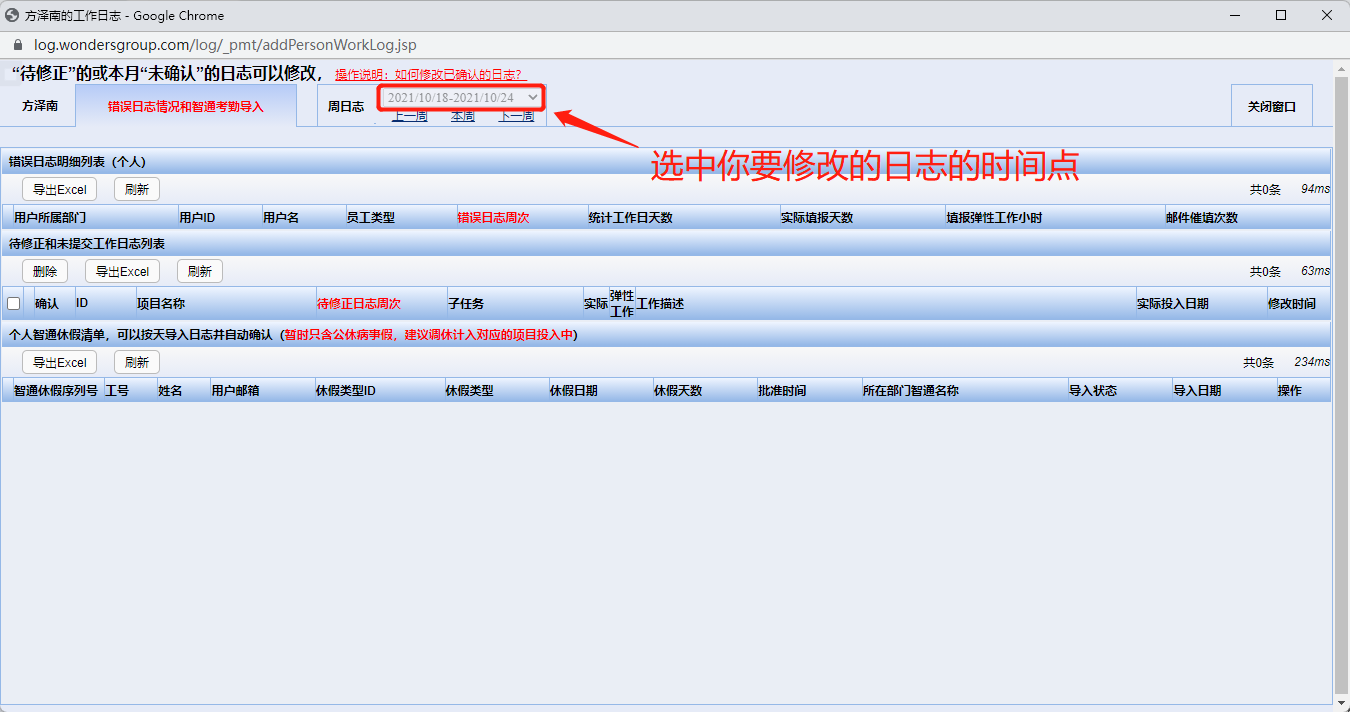 方泽南的工作日志 - Google Chrome
log.wondersgroup.com/log/_pmt/addPersonWorkLog.jsp
“待修正”的或本月“未确认”的日志可以修改， 操作说明：如何修改已确认的日志？
方泽南 错误日志情况和智通考勤导入 周日志 2021/10/18-2021/10/24 关闭窗口
上一周 本周 下一周
选中你要修改的日志的时间点
错误日志明细列表（个人）
导出Excel 刷新 共0条 94ms
用户所属部门 用户ID 用户名 员工类型 错误日志周次 统计工作日天数 实际填报天数 填报弹性工作小时 邮件催填次数
待修正和未提交工作日志列表
删除 导出Excel 刷新 共0条 63ms
确认 ID 项目名称 待修正日志周次 子任务 实际 弹性工作 工作描述 实际投入日期 修改时间
个人智通休假清单，可以按天导入日志并自动确认（暂时只含公休病事假，建议调休计入对应的项目投入中）
导出Excel 刷新 共0条 234ms
智通休假序列号 工号 姓名 用户邮箱 休假类型ID 休假类型 休假日期 休假天数 批准时间 所在部门智通名称 导入状态 导入日期 操作